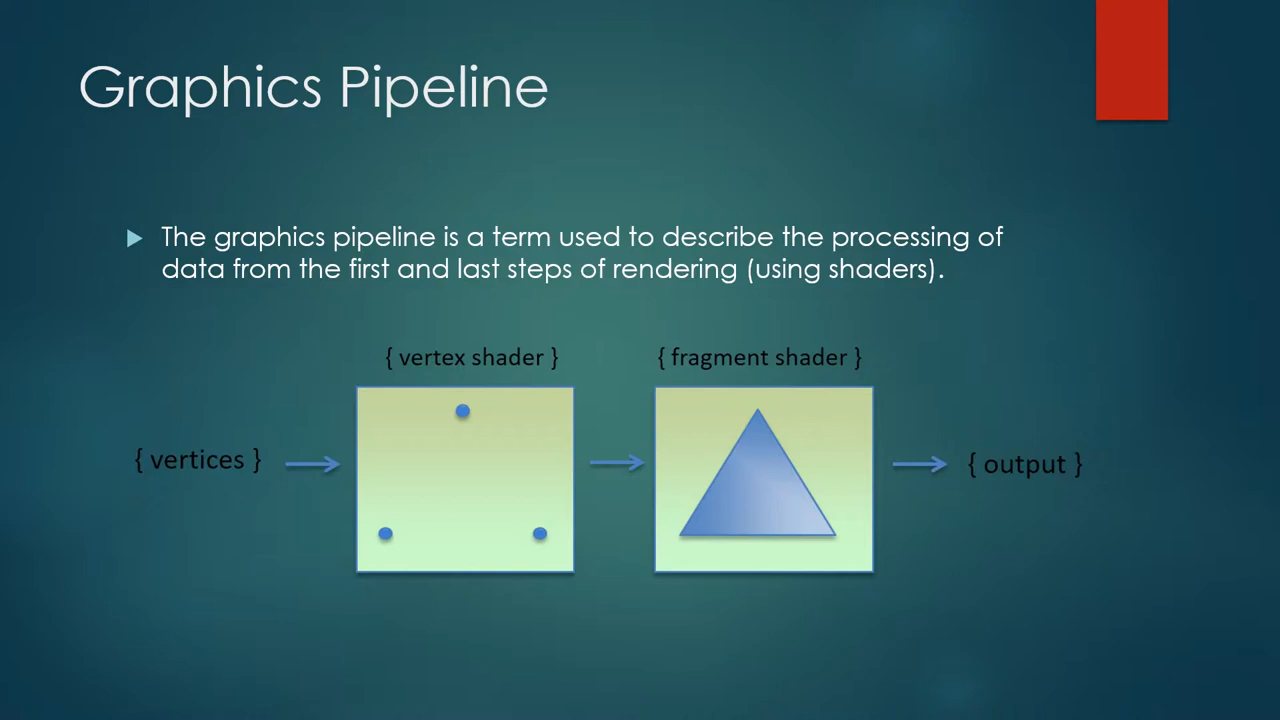 Graphics Pipeline
The graphics pipeline is a term used to describe the processing of
data from the first and last steps of rendering (using shaders).
{ vertex shader }
{ fragment shader }
{ vertices }
{ output }